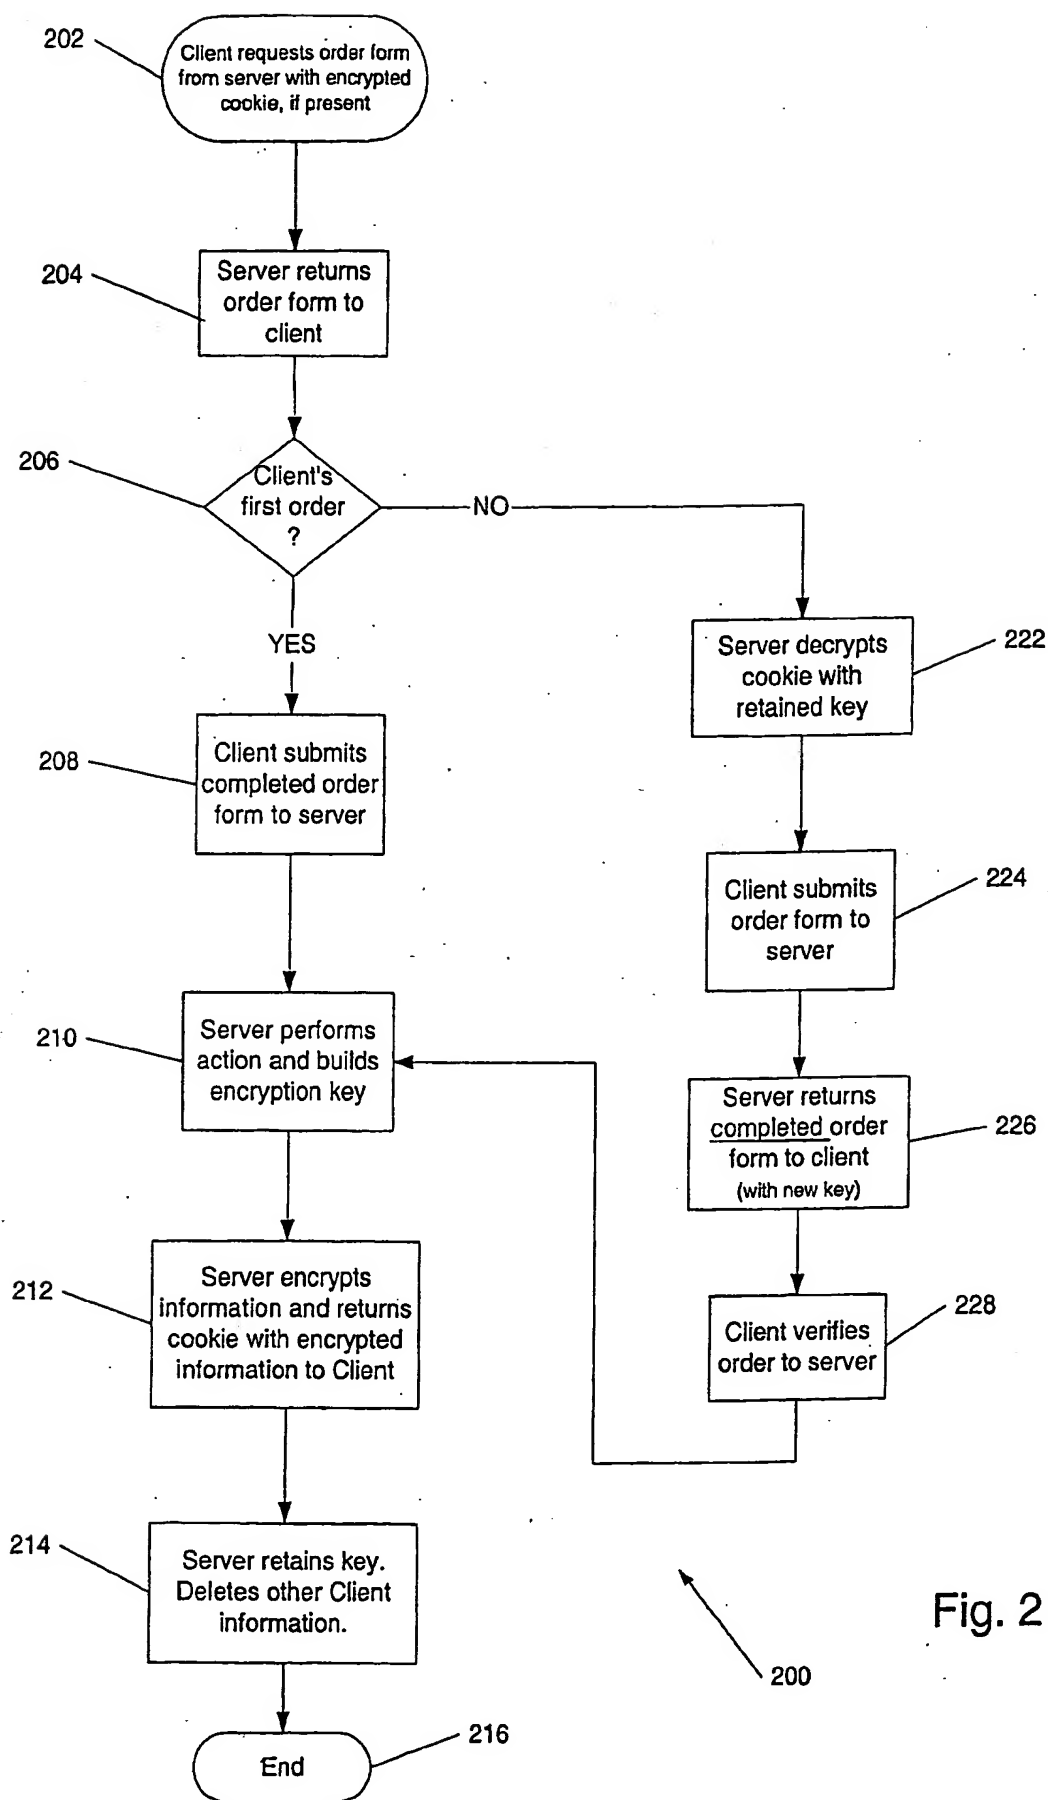 202
Client requests order form
from server with encrypted
cookie, if present
204
Server returns
order form to
client
206
Client's
first order
?
NO
YES
208
Client submits
completed order
form to server
210
Server performs
action and builds
encryption key
212
Server encrypts
information and returns
cookie with encrypted
information to Client
214
Server retains key.
Deletes other Client
information.
End
216
Server decrypts
cookie with
retained key
222
Client submits
order form to
server
224
Server returns
completed order
form to client
(with new key)
226
Client verifies
order to server
228
200
Fig. 2